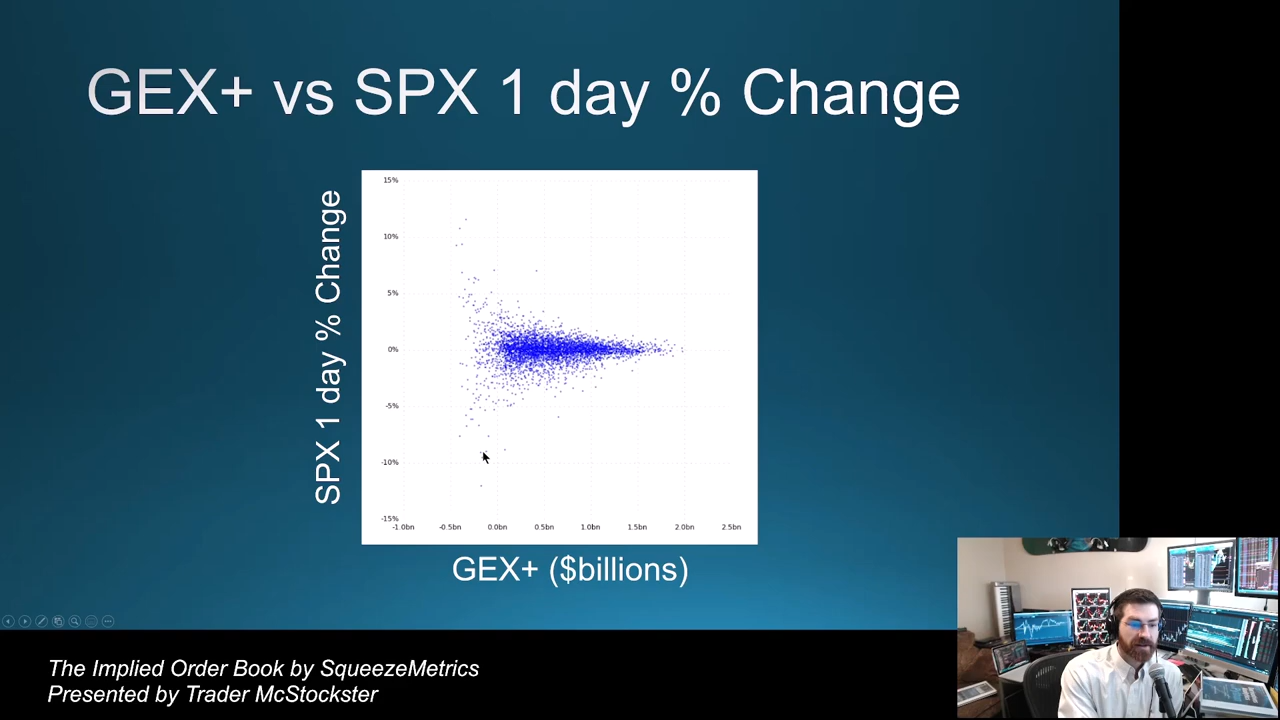 GEX+ vs SPX 1 day % Change
SPX 1 day % Change
15%
10%
5%
0%
-5%
-10%
-15%
-1.0bn -0.5bn 0.0bn 0.5bn 1.0bn 1.5bn 2.0bn 2.5bn
GEX+ ($billions)
The Implied Order Book by SqueezeMetrics
Presented by Trader McStockster